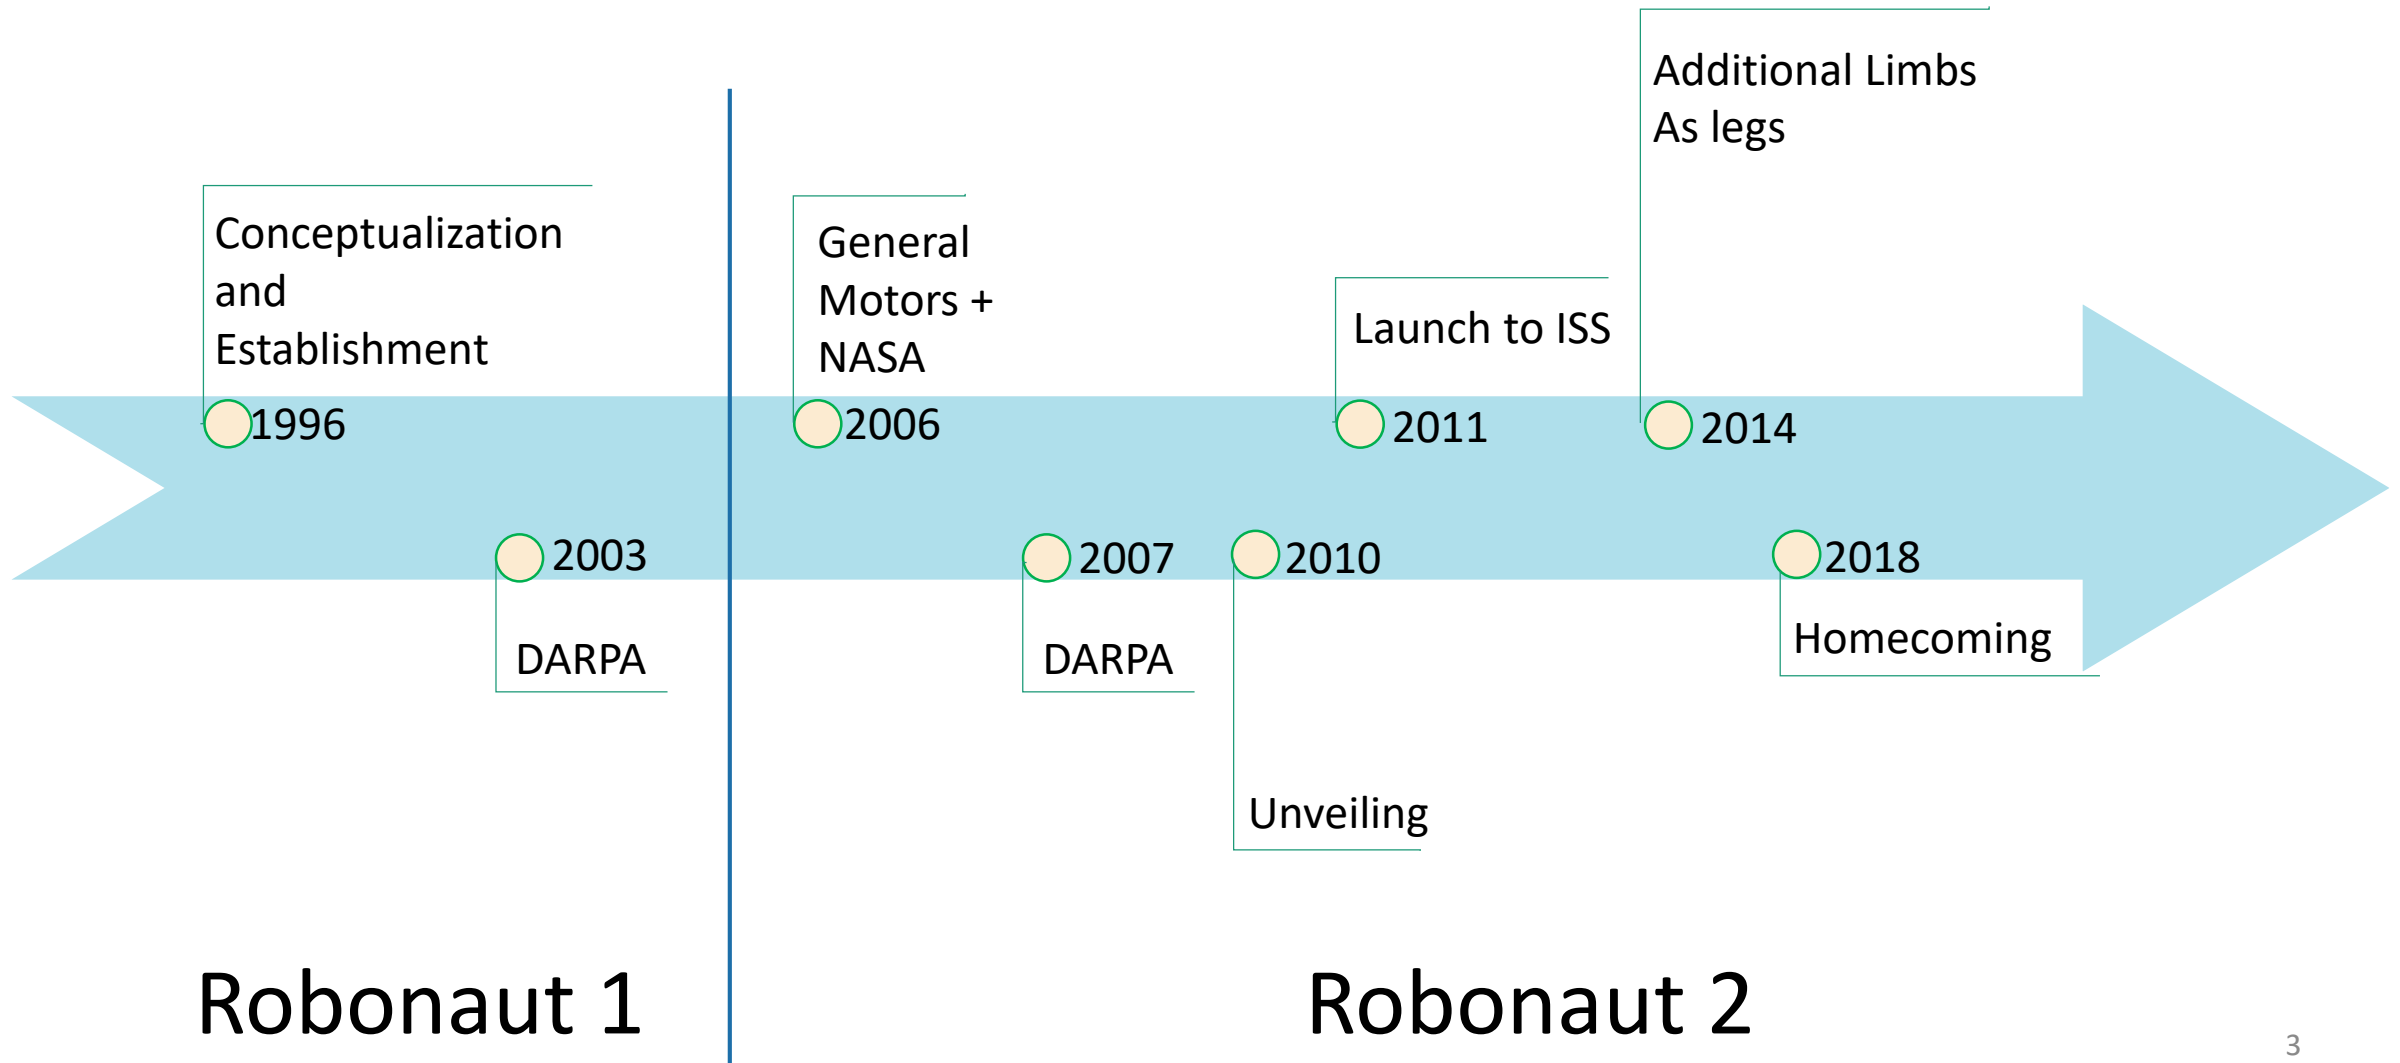 Additional Limbs
As legs
Conceptualization
and
Establishment
General
Motors +
NASA
Launch to ISS
1996
2006
2011
2014
2003
2007
2010
2018
DARPA
DARPA
Homecoming
Unveiling
Robonaut 1
Robonaut 2
3